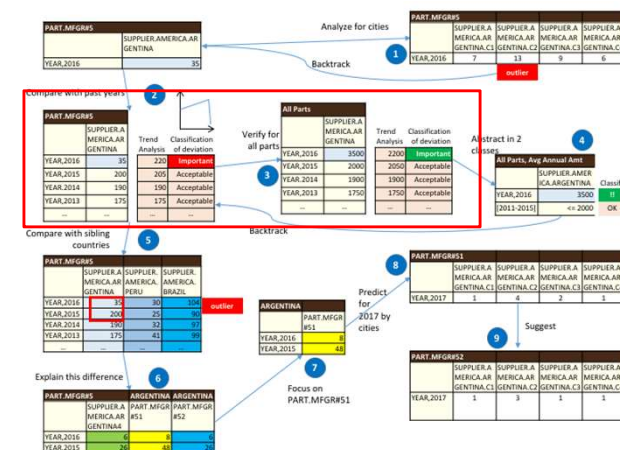 PART.MFGR#5
SUPPLIER.AMERICA.AR
GENTINA
YEAR,2016 35
Analyze for cities
1
Backtrack
PART.MFGR#5
SUPPLIER.A SUPPLIER.A SUPPLIER.A SUPPLIER.A
MERICA.AR MERICA.AR MERICA.AR MERICA.AR
GENTINA.C1 GENTINA.C2 GENTINA.C3 GENTINA.C4
YEAR,2016 7 13 9 6
outlier
Compare with past years
2
PART.MFGR#5
SUPPLIER.A
MERICA.AR
GENTINA
Trend Classification
Analysis of deviation
YEAR,2016 35 220 Important
YEAR.2015 200 205 Acceptable
YEAR.2014 190 190 Acceptable
YEAR,2013 175 175 Acceptable
... ... ... ...
Verify for
all parts
3
All Parts
SUPPLIER.A
MERICA.AR
GENTINA
Trend Classification
Analysis of deviation
YEAR,2016 3500 2200 Important
YEAR.2015 2000 2050 Acceptable
YEAR.2014 1900 1900 Acceptable
YEAR,2013 1750 1750 Acceptable
... ... ... ...
Abstract in 2
classes
4
All Parts, Avg Annual Amt
SUPPLIER.AMER
ICA.ARGENTINA Classif
YEAR,2016 3500 !!
[2011-2015] <= 2000 OK
Backtrack
Compare with sibling
countries
5
PART.MFGR#5
SUPPLIER.A SUPPLIER. SUPPLIER.
MERICA.AR AMERICA. AMERICA.
GENTINA PERU BRAZIL
YEAR,2016 35 30 104
YEAR.2015 200 25 90
YEAR.2014 190 32 97
YEAR,2013 175 41 99
... ... ...
outlier
Explain this difference
6
PART.MFGR#5 ARGENTINA ARGENTINA
SUPPLIER.A PART.MFGR PART.MFGR
MERICA.AR #51 #52
GENTINA4
YEAR,2016 6 8 6
YEAR.2015 26 48 26
ARGENTINA
PART.MFGR
#51
YEAR,2016 8
YEAR,2015 48
7
Focus on
PART.MFGR#51
8
Predict
for
2017 by
cities
PART.MFGR#51
SUPPLIER.A SUPPLIER.A SUPPLIER.A SUPPLIER.A
MERICA.AR MERICA.AR MERICA.AR MERICA.AR
GENTINA.C1 GENTINA.C2 GENTINA.C3 GENTINA.C4
YEAR,2017 1 4 2 1
Suggest
9
PART.MFGR#52
SUPPLIER.A SUPPLIER.A SUPPLIER.A SUPPLIER.A
MERICA.AR MERICA.AR MERICA.AR MERICA.AR
GENTINA.C1 GENTINA.C2 GENTINA.C3 GENTINA.C4
YEAR,2017 1 3 1 1